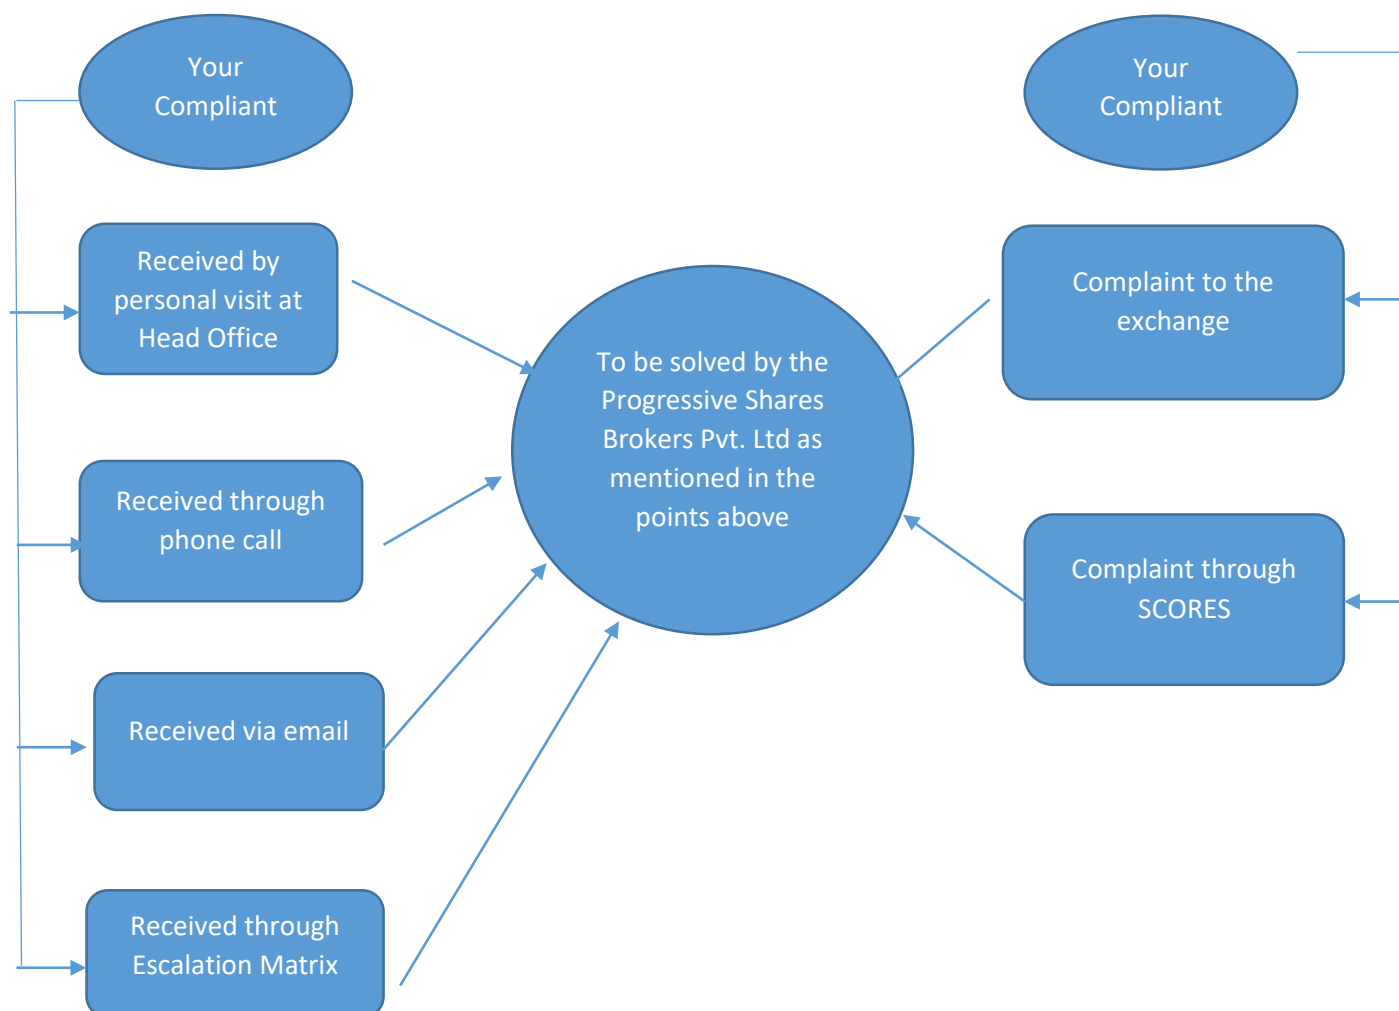 Your
Compliant
Your
Compliant
Received by
personal visit at
Head Office
Complaint to the
exchange
To be solved by the
Progressive Shares
Brokers Pvt. Ltd as
mentioned in the
points above
Received through
phone call
Complaint through
SCORES
Received via email
Received through
Escalation Matrix